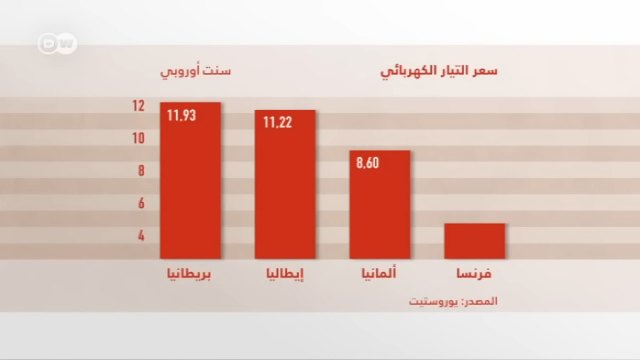 DW
سعر التيار الكهربائي
سنت أوروبي
12
10
8
6
4
11,93
11,22
8,60
بريطانيا
إيطاليا
ألمانيا
فرنسا
المصدر: يوروستيت